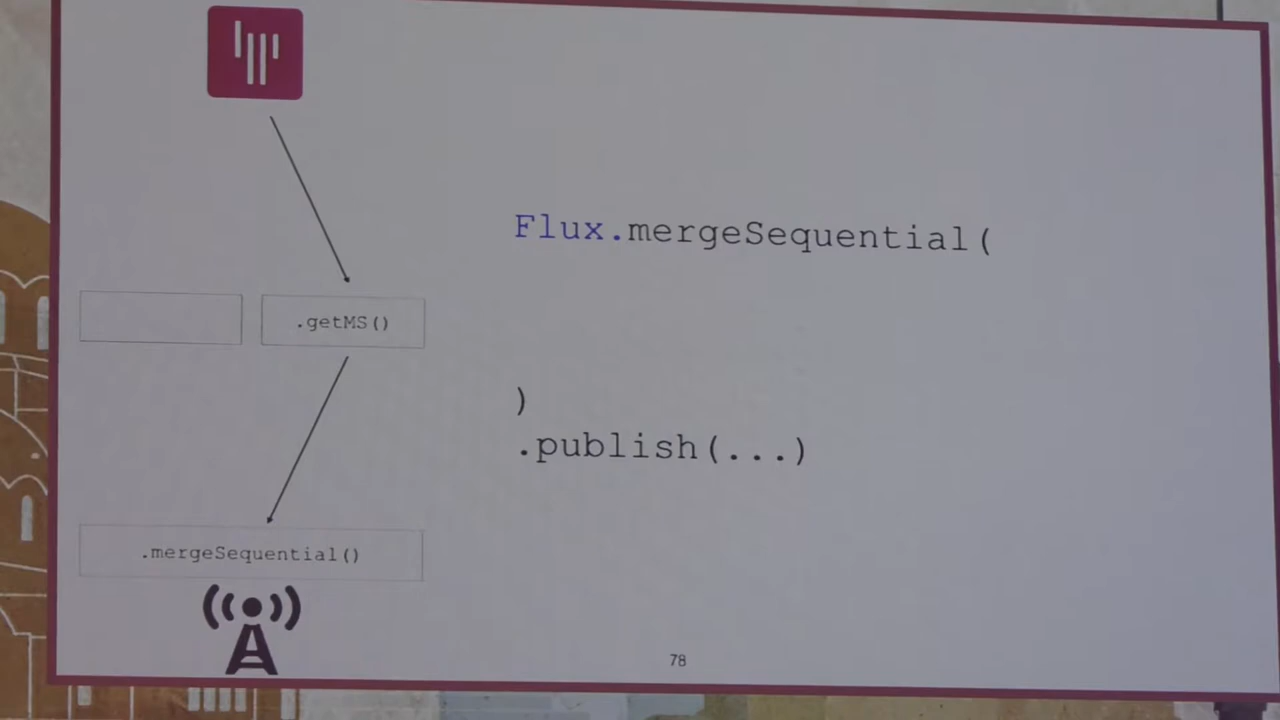 Flux.mergeSequential(
.getMS()
)
.publish(...)
.mergeSequential()
78